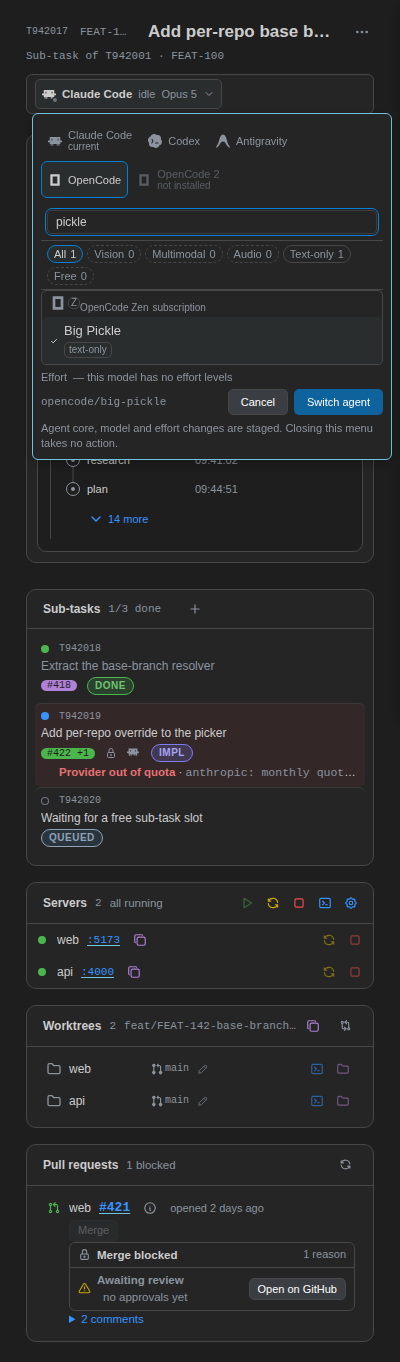 T942017 FEAT-1… Add per-repo base b… ···
Sub-task of T942001 · FEAT-100
Claude Code idle Opus 5
Claude Code
current
Codex
Antigravity
OpenCode
OpenCode 2
not installed
pickle
All 1 Vision 0 Multimodal 0 Audio 0 Text-only 1
Free 0
Z OpenCode Zen subscription
Big Pickle
text-only
Effort — this model has no effort levels
opencode/big-pickle Cancel Switch agent
Agent core, model and effort changes are staged. Closing this menu
takes no action.
research 09:41:02
plan 09:44:51
14 more
Sub-tasks 1/3 done
T942018
Extract the base-branch resolver
#418 DONE
T942019
Add per-repo override to the picker
#422 +1 IMPL
Provider out of quota · anthropic: monthly quot…
T942020
Waiting for a free sub-task slot
QUEUED
Servers 2 all running
web :5173
api :4000
Worktrees 2 feat/FEAT-142-base-branch…
web main
api main
Pull requests 1 blocked
web #421 opened 2 days ago
Merge
Merge blocked 1 reason
Awaiting review
no approvals yet
Open on GitHub
2 comments